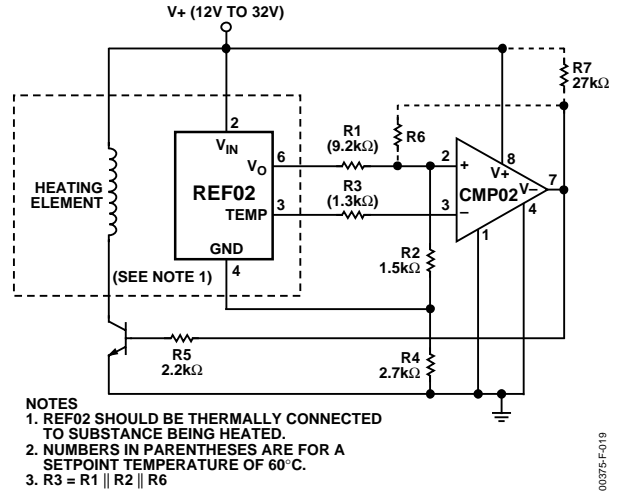 V+ (12V TO 32V)
R7
27kΩ
2
VIN
VO
6
R1
(9.2kΩ)
R6
2
+
8
V+
7
HEATING
ELEMENT
REF02
TEMP
3
R3
(1.3kΩ)
3
–
CMP02
V–
4
1
GND
4
(SEE NOTE 1)
R2
1.5kΩ
R5
2.2kΩ
R4
2.7kΩ
NOTES
1. REF02 SHOULD BE THERMALLY CONNECTED
TO SUBSTANCE BEING HEATED.
2. NUMBERS IN PARENTHESES ARE FOR A
SETPOINT TEMPERATURE OF 60°C.
3. R3 = R1 || R2 || R6
00375-F-019